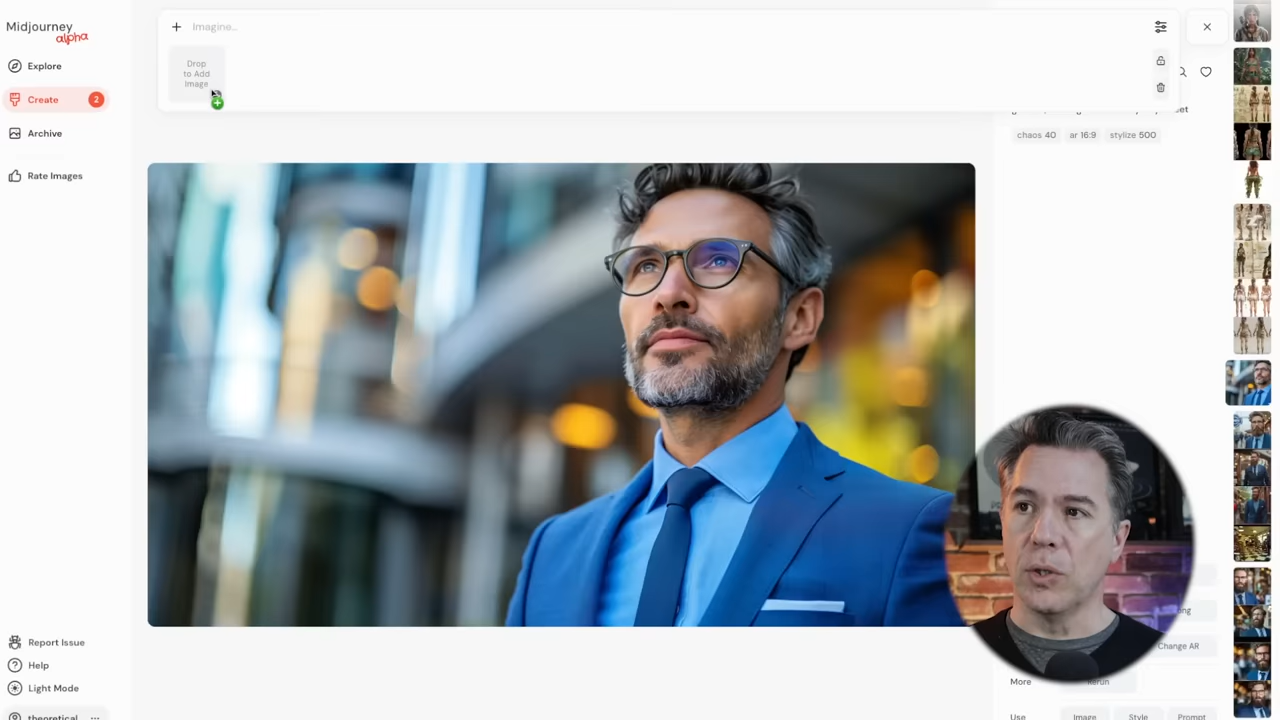 Midjourney
alpha
Explore
Create
2
Archive
Rate Images
Imagine...
Drop
to Add
Image
chaos 40
ar 16:9
stylize 500
Change AR
More
Rerun
Use
Image
Style
Prompt
Report Issue
Help
Light Mode
theoretical